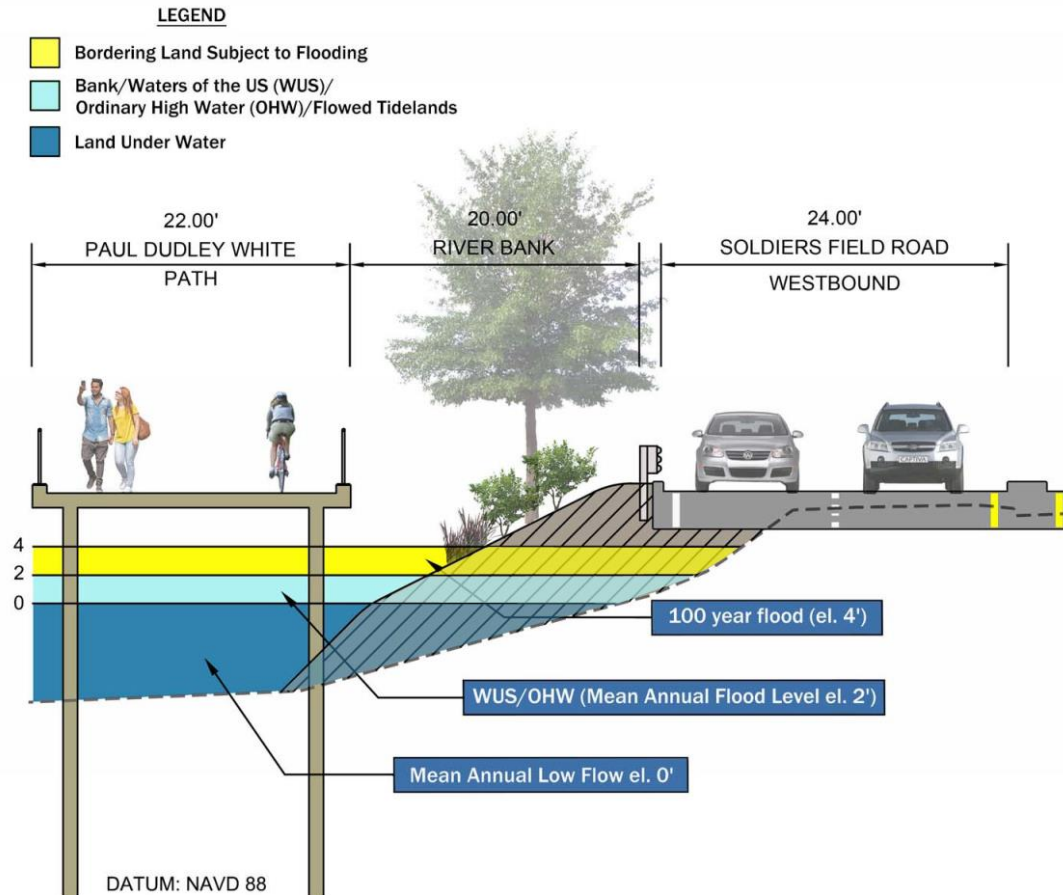 LEGEND
Bordering Land Subject to Flooding
Bank/Waters of the US (WUS)/
Ordinary High Water (OHW)/Flowed Tidelands
Land Under Water
22.00'
PAUL DUDLEY WHITE
PATH
20.00'
RIVER BANK
24.00'
SOLDIERS FIELD ROAD
WESTBOUND
4
2
0
100 year flood (el. 4')
WUS/OHW (Mean Annual Flood Level el. 2')
Mean Annual Low Flow el. 0'
DATUM: NAVD 88